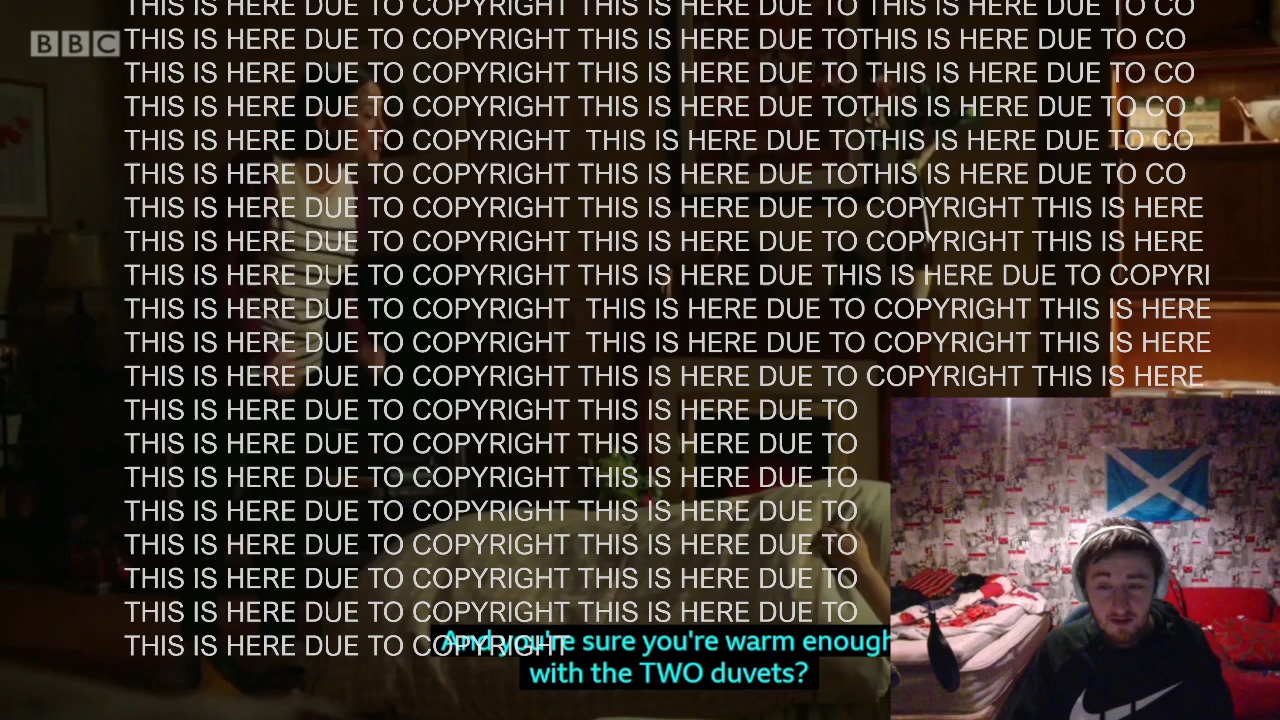 THIS IS HERE DUE TO COPYRIGHT THIS IS HERE DUE TO THIS IS HERE DUE TO CO
BBC
THIS IS HERE DUE TO COPYRIGHT THIS IS HERE DUE TOTHIS IS HERE DUE TO CO
THIS IS HERE DUE TO COPYRIGHT THIS IS HERE DUE TO THIS IS HERE DUE TO CO
THIS IS HERE DUE TO COPYRIGHT THIS IS HERE DUE TOTHIS IS HERE DUE TO CO
THIS IS HERE DUE TO COPYRIGHT  THIS IS HERE DUE TOTHIS IS HERE DUE TO CO
THIS IS HERE DUE TO COPYRIGHT THIS IS HERE DUE TOTHIS IS HERE DUE TO CO
THIS IS HERE DUE TO COPYRIGHT THIS IS HERE DUE TO COPYRIGHT THIS IS HERE
THIS IS HERE DUE TO COPYRIGHT THIS IS HERE DUE TO COPYRIGHT THIS IS HERE
THIS IS HERE DUE TO COPYRIGHT THIS IS HERE DUE THIS IS HERE DUE TO COPYRI
THIS IS HERE DUE TO COPYRIGHT  THIS IS HERE DUE TO COPYRIGHT THIS IS HERE
THIS IS HERE DUE TO COPYRIGHT  THIS IS HERE DUE TO COPYRIGHT THIS IS HERE
THIS IS HERE DUE TO COPYRIGHT THIS IS HERE DUE TO COPYRIGHT THIS IS HERE
THIS IS HERE DUE TO COPYRIGHT THIS IS HERE DUE TO
THIS IS HERE DUE TO COPYRIGHT THIS IS HERE DUE TO
THIS IS HERE DUE TO COPYRIGHT THIS IS HERE DUE TO
THIS IS HERE DUE TO COPYRIGHT THIS IS HERE DUE TO
THIS IS HERE DUE TO COPYRIGHT THIS IS HERE DUE TO
THIS IS HERE DUE TO COPYRIGHT THIS IS HERE DUE TO
THIS IS HERE DUE TO COPYRIGHT THIS IS HERE DUE TO
THIS IS HERE DUE TO COPYRIGHT
And you're sure you're warm enough
with the TWO duvets?